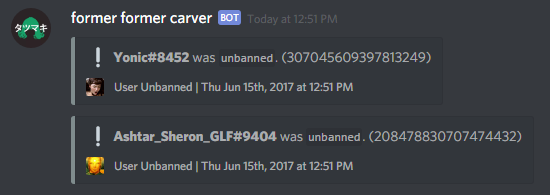 タツマキ
former former carver BOT Today at 12:51 PM
Yonic#8452 was unbanned. (307045609397813249)
User Unbanned | Thu Jun 15th, 2017 at 12:51 PM
Ashtar_Sheron_GLF#9404 was unbanned. (208478830707474432)
User Unbanned | Thu Jun 15th, 2017 at 12:51 PM